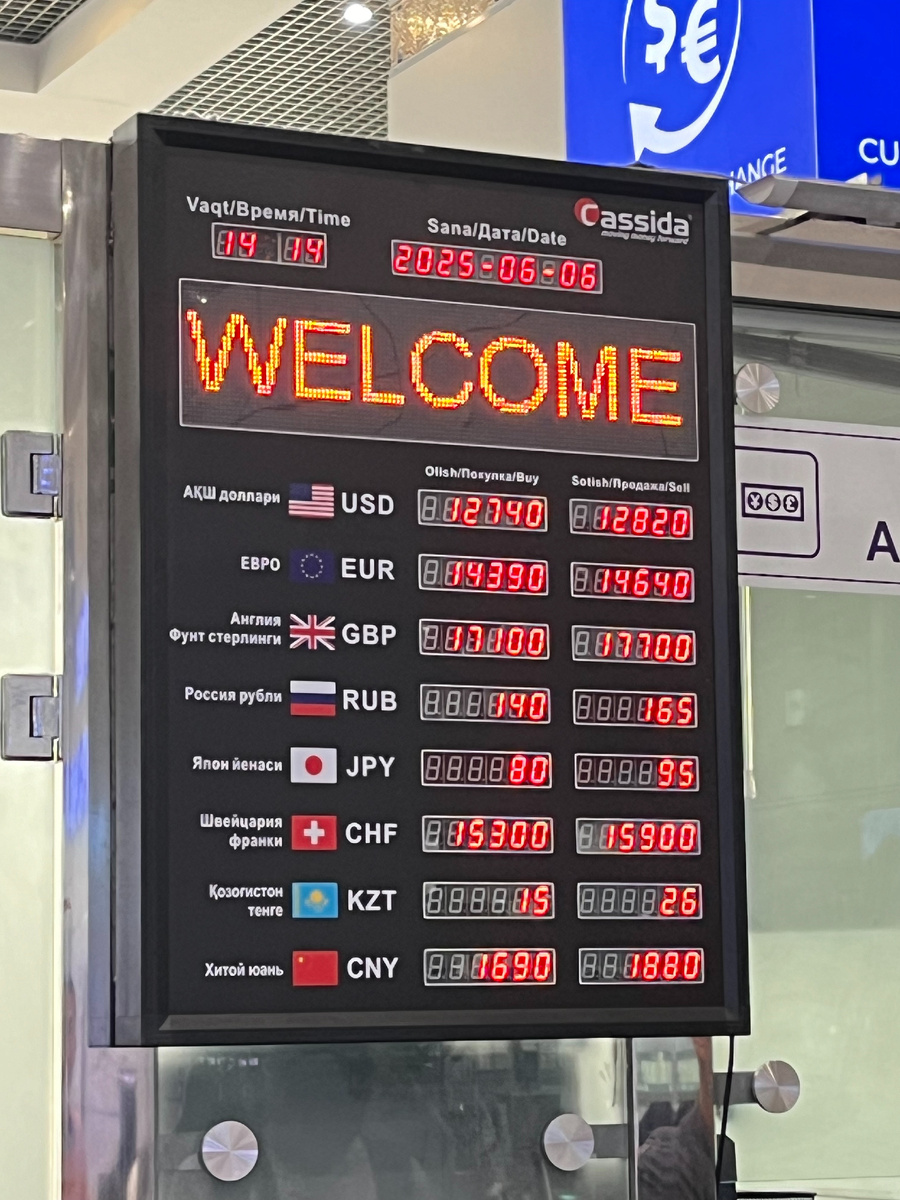 $ €
HANGE
CU
Vaqt/Время/Time
Sana/Дата/Date
Cassida
moving money forward
14 14
2025-06-06
WELCOME
Olish/Покупка/Buy
Sotish/Продажа/Sell
АҚШ доллари USD 12740 12820
ЕВРО EUR 14390 14640
Англия
Фунт стерлинги GBP 17100 17700
Россия рубли RUB 140 165
Япон йенаси JPY 80 95
Швейцария
франки CHF 15300 15900
Қозоғистон
тенге KZT 15 26
Хитой юань CNY 1690 1880
¥ $ £
A